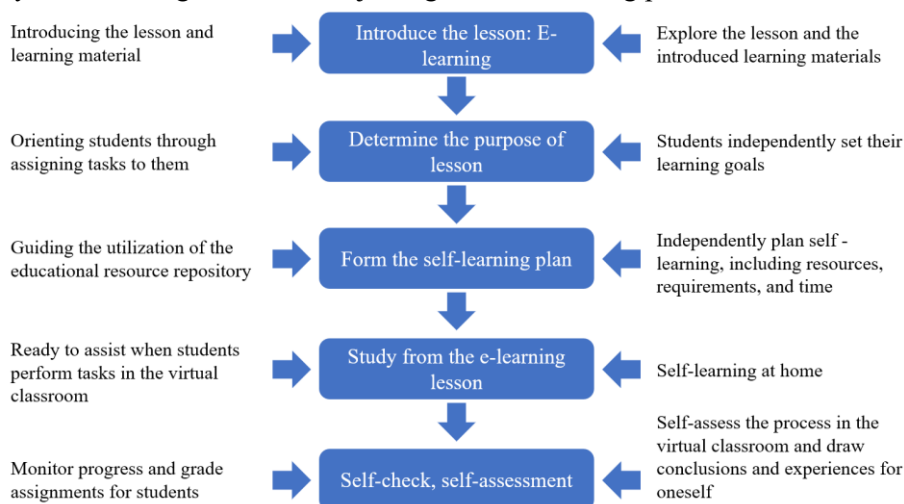 Introducing the lesson and
learning material
Introduce the lesson: E-
learning
Explore the lesson and the
introduced learning materials
Orienting students through
assigning tasks to them
Determine the purpose of
lesson
Students independently set their
learning goals
Guiding the utilization of the
educational resource repository
Form the self-learning plan
Independently plan self -
learning, including resources,
requirements, and time
Ready to assist when students
perform tasks in the virtual
classroom
Study from the e-learning
lesson
Self-learning at home
Monitor progress and grade
assignments for students
Self-check, self-assessment
Self-assess the process in the
virtual classroom and draw
conclusions and experiences for
oneself